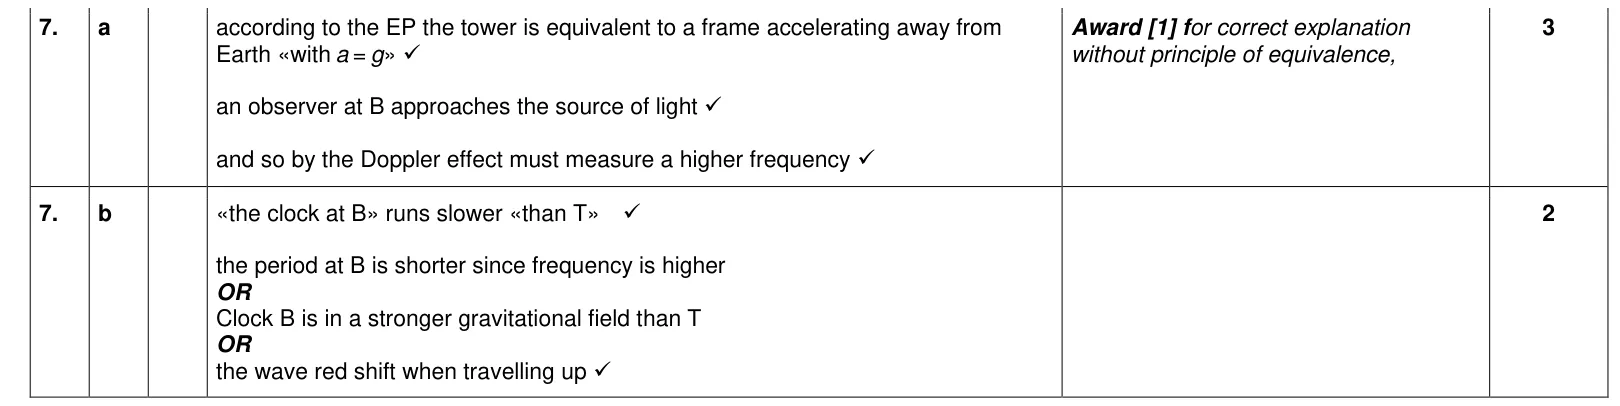 7. a according to the EP the tower is equivalent to a frame accelerating away from Award [1] for correct explanation 3
Earth «with a = g» ✓ without principle of equivalence,
an observer at B approaches the source of light ✓
and so by the Doppler effect must measure a higher frequency ✓
7. b «the clock at B» runs slower «than T» ✓ 2
the period at B is shorter since frequency is higher
OR
Clock B is in a stronger gravitational field than T
OR
the wave red shift when travelling up ✓